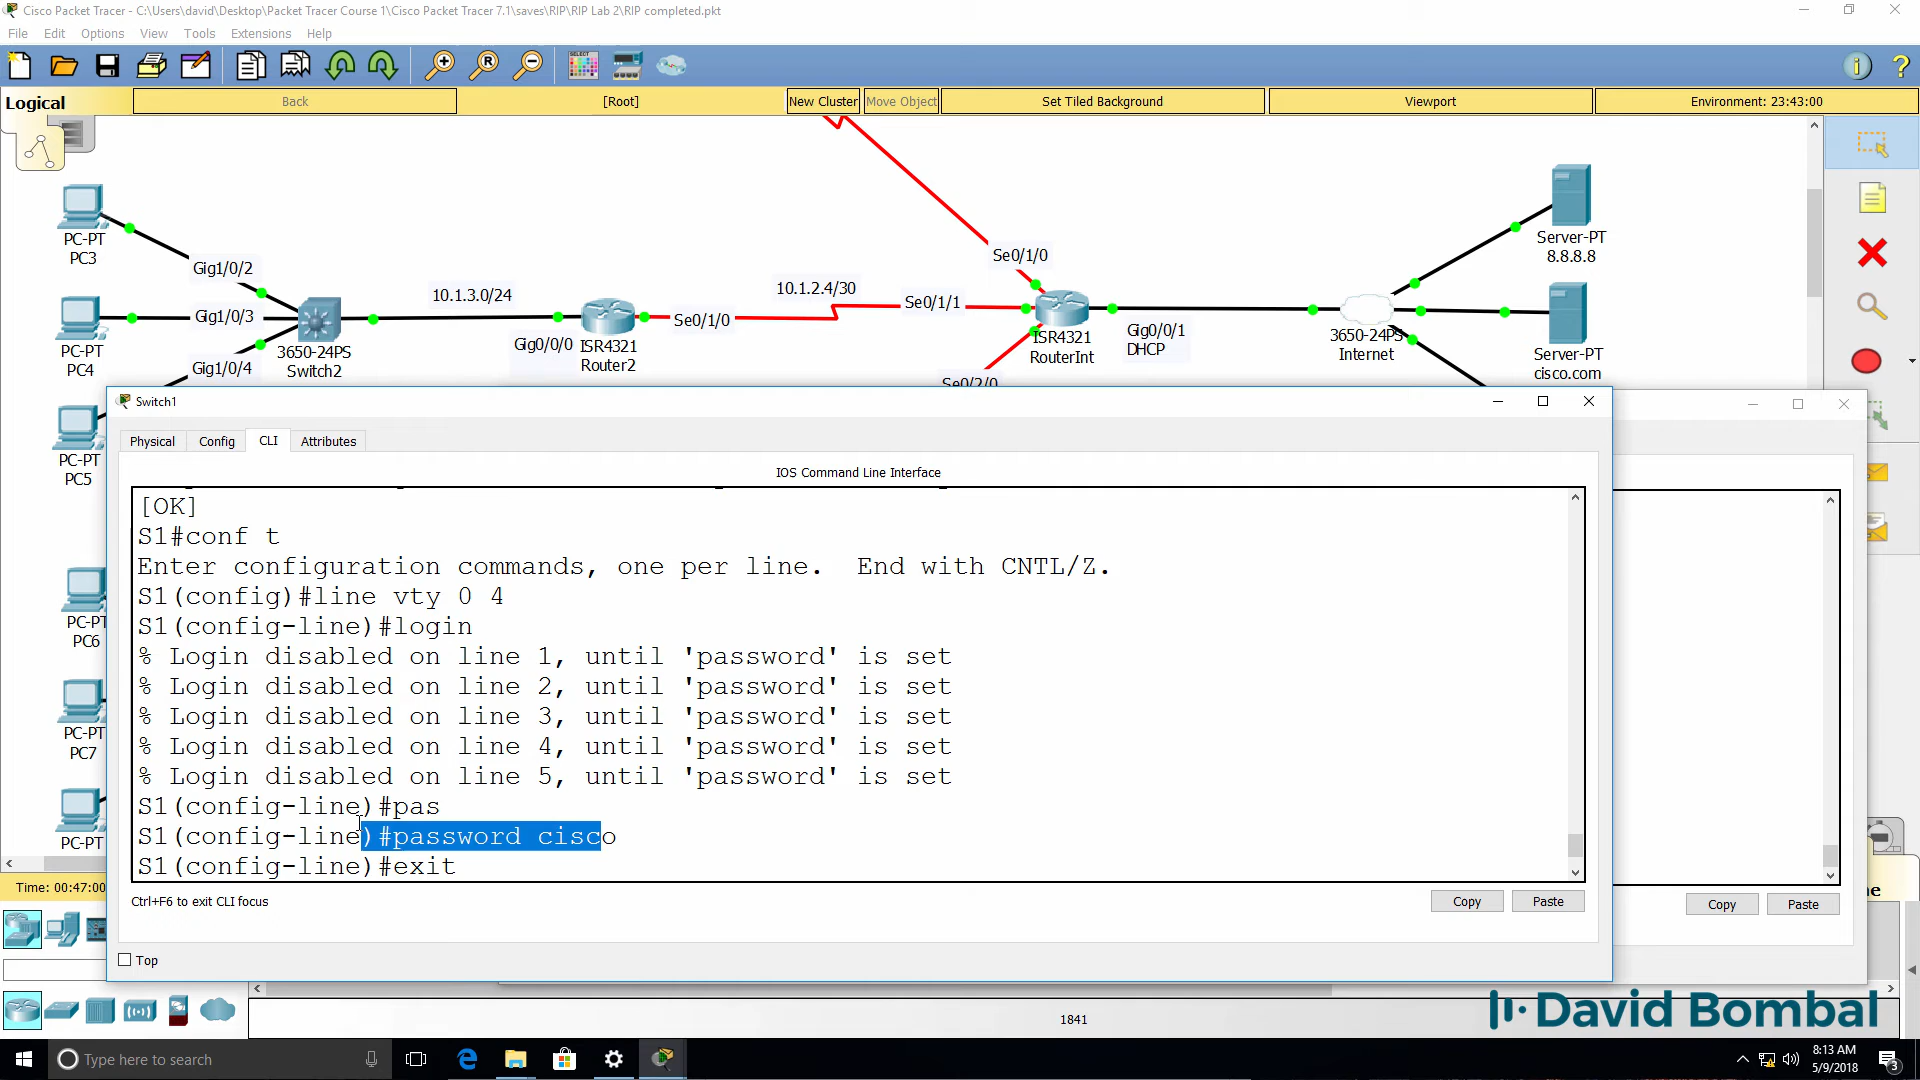 Cisco Packet Tracer - C:\Users\david\Desktop\Packet Tracer Course 1\Cisco Packet Tracer 7.1\saves\RIP\RIP Lab 2\RIP completed.pkt
File Edit Options View Tools Extensions Help
Logical
Back
[Root]
New Cluster
Move Object
Set Tiled Background
Viewport
Environment: 23:43:00
PC-PT
PC3
Gig1/0/2
PC-PT
PC4
Gig1/0/3
Gig1/0/4
PC-PT
PC5
3650-24PS
Switch2
10.1.3.0/24
Gig0/0/0
ISR4321
Router2
Se0/1/0
10.1.2.4/30
Se0/1/1
Se0/1/0
Se0/2/0
ISR4321
RouterInt
Gig0/0/1
DHCP
3650-24PS
Internet
Server-PT
8.8.8.8
Server-PT
cisco.com
PC-PT
PC6
PC-PT
PC7
PC-PT
Switch1
Physical Config CLI Attributes
IOS Command Line Interface
[OK]
S1#conf t
Enter configuration commands, one per line.  End with CNTL/Z.
S1(config)#line vty 0 4
S1(config-line)#login
% Login disabled on line 1, until 'password' is set
% Login disabled on line 2, until 'password' is set
% Login disabled on line 3, until 'password' is set
% Login disabled on line 4, until 'password' is set
% Login disabled on line 5, until 'password' is set
S1(config-line)#pas
S1(config-line)#password cisco
S1(config-line)#exit
Ctrl+F6 to exit CLI focus
Copy
Paste
Copy
Paste
Top
Time: 00:47:00
1841
David Bombal
Type here to search
8:13 AM
5/9/2018
3